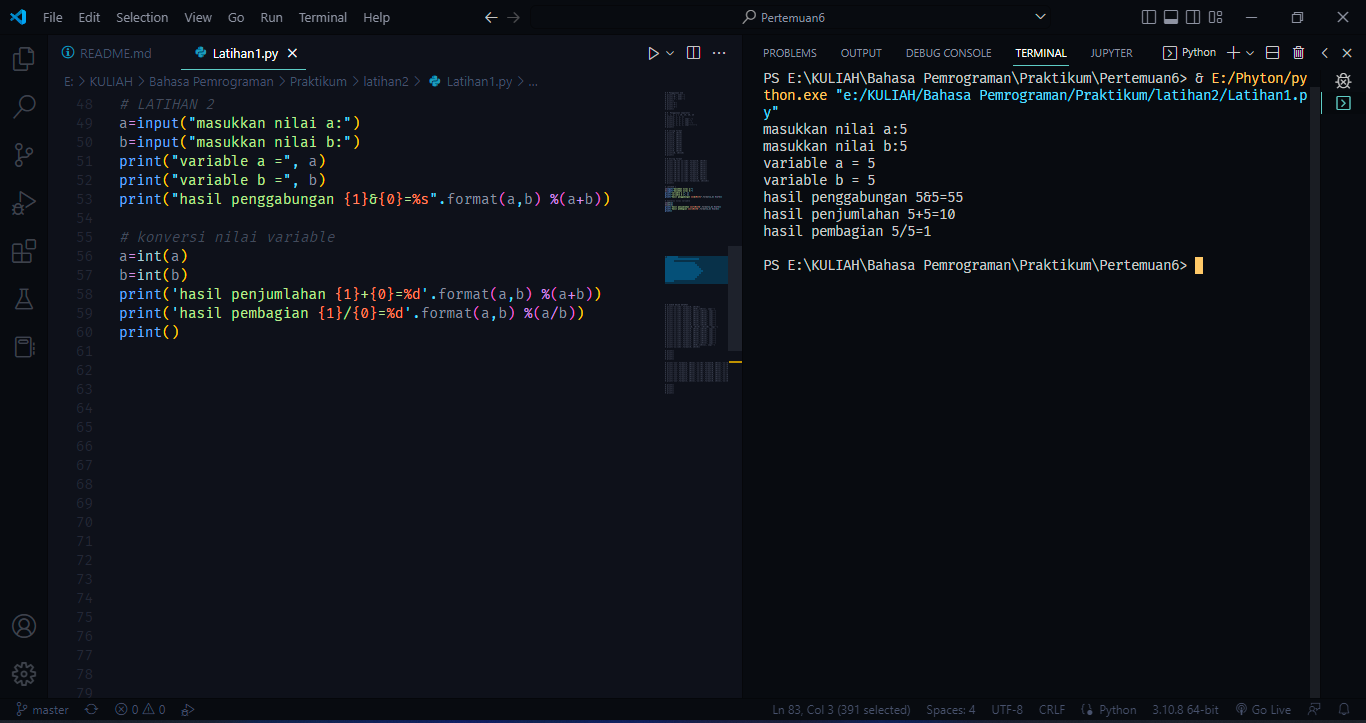 File Edit Selection View Go Run Terminal Help
Pertemuan6
README.md
Latihan1.py
E: > KULIAH > Bahasa Pemrograman > Praktikum > latihan2 > Latihan1.py > ...
48 # LATIHAN 2
49 a=input("masukkan nilai a:")
50 b=input("masukkan nilai b:")
51 print("variable a =", a)
52 print("variable b =", b)
53 print("hasil penggabungan {1}&{0}=%s".format(a,b) %(a+b))
54
55 # konversi nilai variable
56 a=int(a)
57 b=int(b)
58 print('hasil penjumlahan {1}+{0}=%d'.format(a,b) %(a+b))
59 print('hasil pembagian {1}/{0}=%d'.format(a,b) %(a/b))
60 print()
61
62
63
64
65
66
67
68
69
70
71
72
73
74
75
76
77
78
79
PROBLEMS OUTPUT DEBUG CONSOLE TERMINAL JUPYTER Python
PS E:\KULIAH\Bahasa Pemrograman\Praktikum\Pertemuan6> & E:/Phyton/py
thon.exe "e:/KULIAH/Bahasa Pemrograman/Praktikum/latihan2/Latihan1.p
y"
masukkan nilai a:5
masukkan nilai b:5
variable a = 5
variable b = 5
hasil penggabungan 5&5=55
hasil penjumlahan 5+5=10
hasil pembagian 5/5=1
PS E:\KULIAH\Bahasa Pemrograman\Praktikum\Pertemuan6>
master 0 0 Ln 83, Col 3 (391 selected) Spaces: 4 UTF-8 CRLF Python 3.10.8 64-bit Go Live